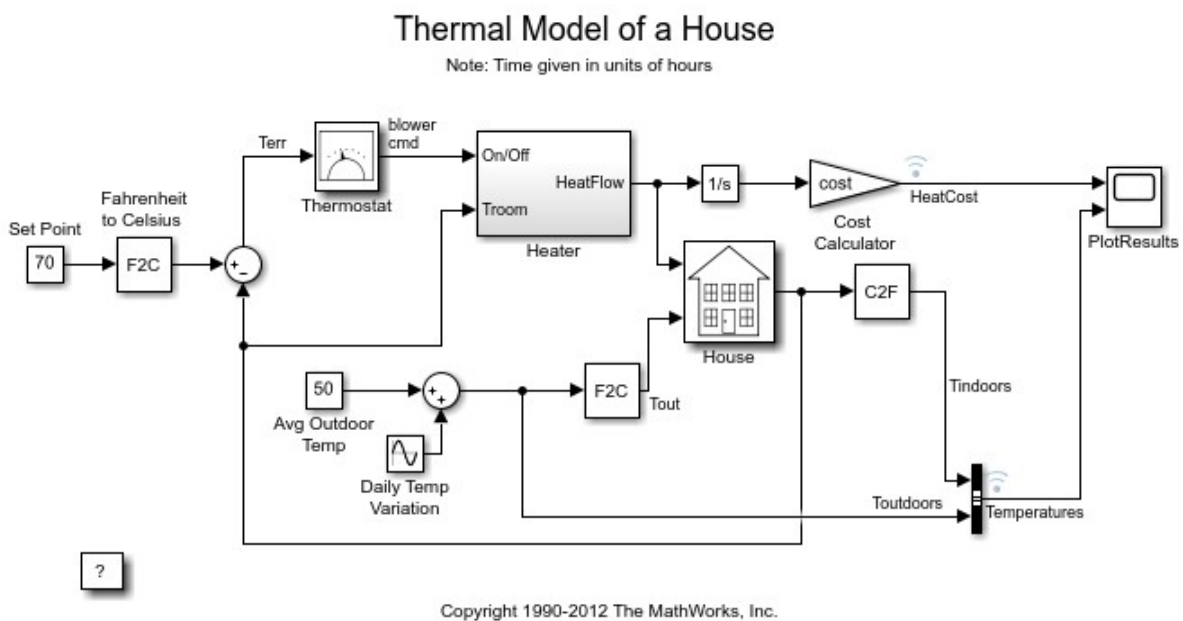 Thermal Model of a House
Note: Time given in units of hours
blower
cmd
Terr
On/Off
HeatFlow
Troom
Heater
Thermostat
1/s
cost
HeatCost
Cost
Calculator
PlotResults
Fahrenheit
to Celsius
Set Point
70
F2C
+
−
House
C2F
50
Avg Outdoor
Temp
+
+
F2C
Tout
Tindoors
Daily Temp
Variation
Toutdoors
Temperatures
?
Copyright 1990-2012 The MathWorks, Inc.